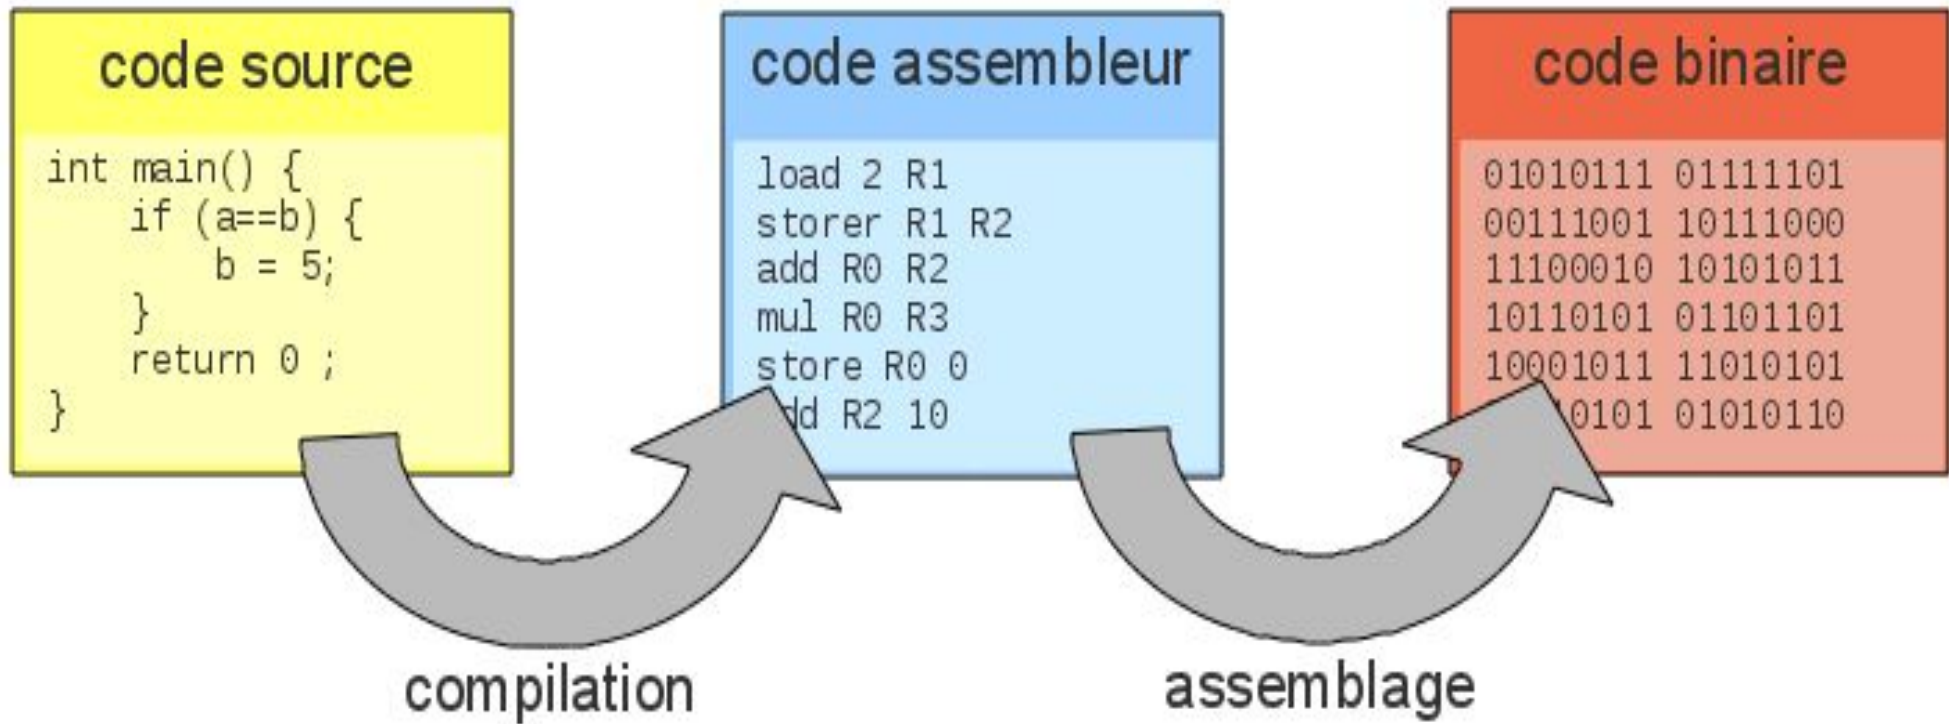 code source
int main() {
if (a==b) {
b = 5;
}
return 0 ;
}
code assembleur
load 2 R1
storer R1 R2
add R0 R2
mul R0 R3
store R0 0
R2 10
code binaire
01010111 01111101
00111001 10111000
11100010 10101011
10110101 01101101
10001011 11010101
01010110
compilation
assemblage